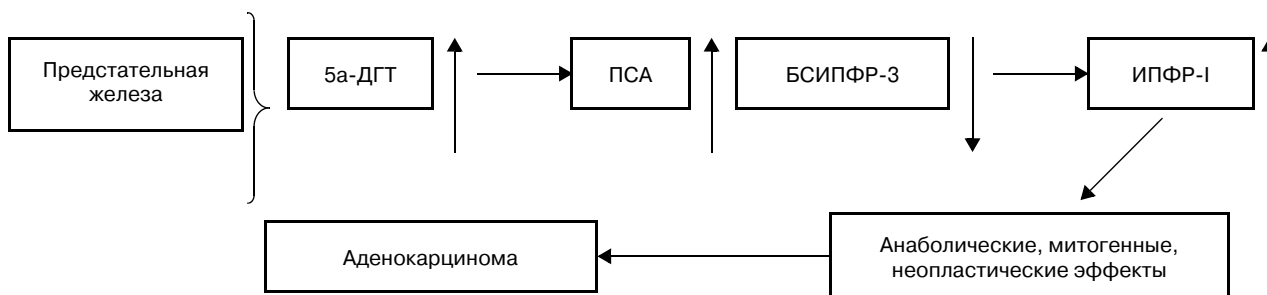 Предстательная
железа
5а-ДГТ
ПСА
БСИПФР-3
ИПФР-I
Аденокарцинома
Анаболические, митогенные,
неопластические эффекты